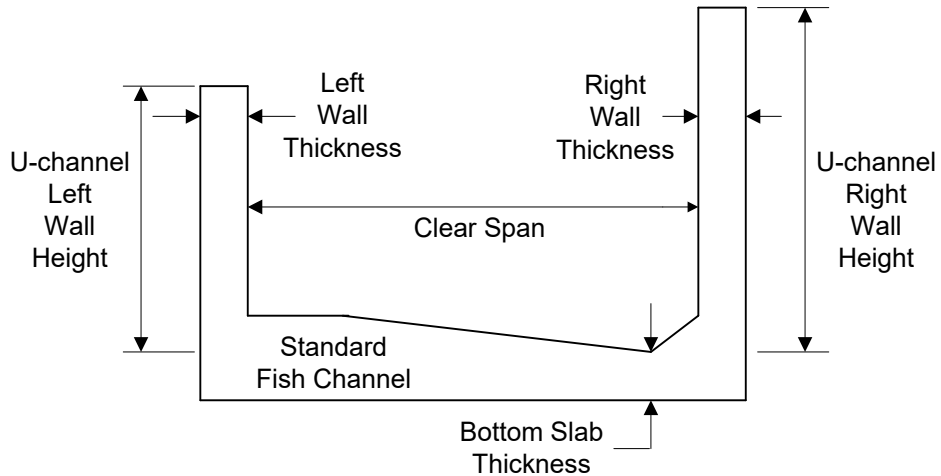 Left
Wall
Thickness
Right
Wall
Thickness
U-channel
Left
Wall
Height
U-channel
Right
Wall
Height
Clear Span
Standard
Fish Channel
Bottom Slab
Thickness